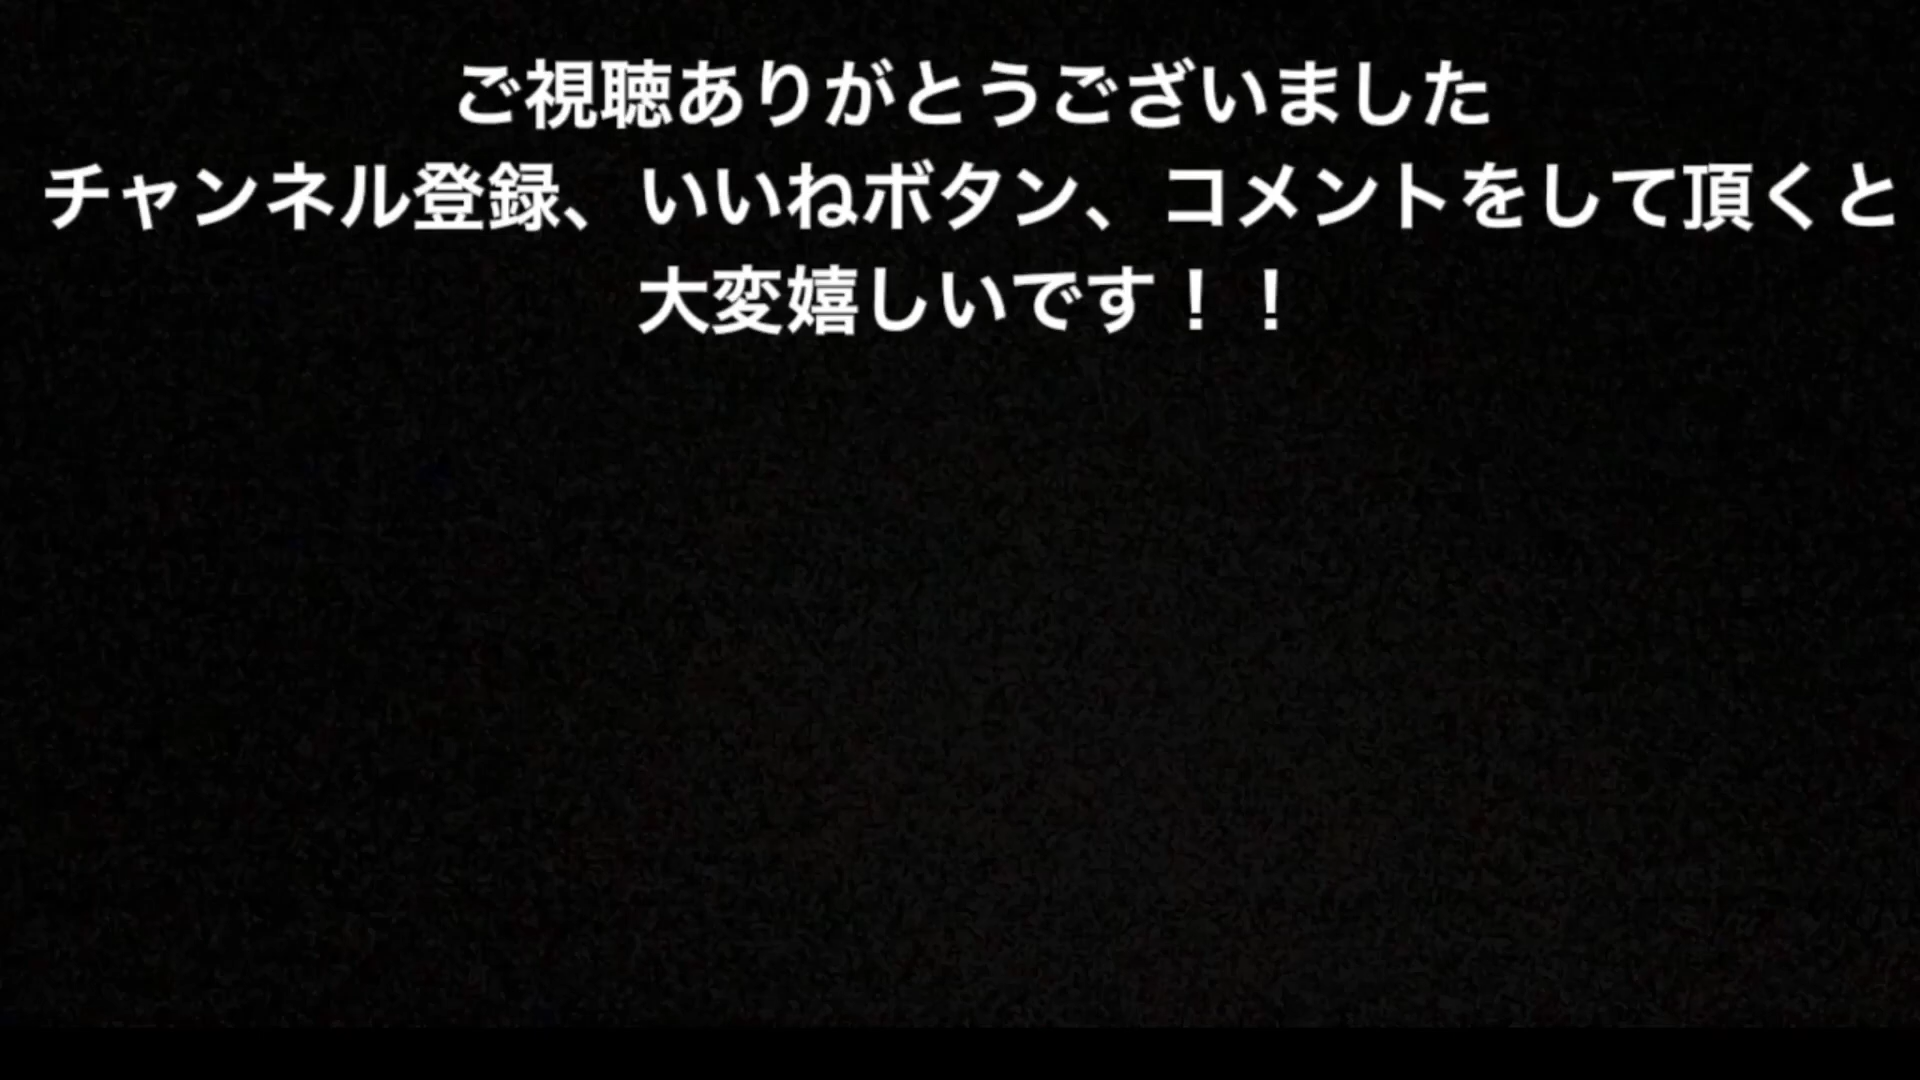 ご視聴ありがとうございました
チャンネル登録、いいねボタン、コメントをして頂くと
大変嬉しいです！！